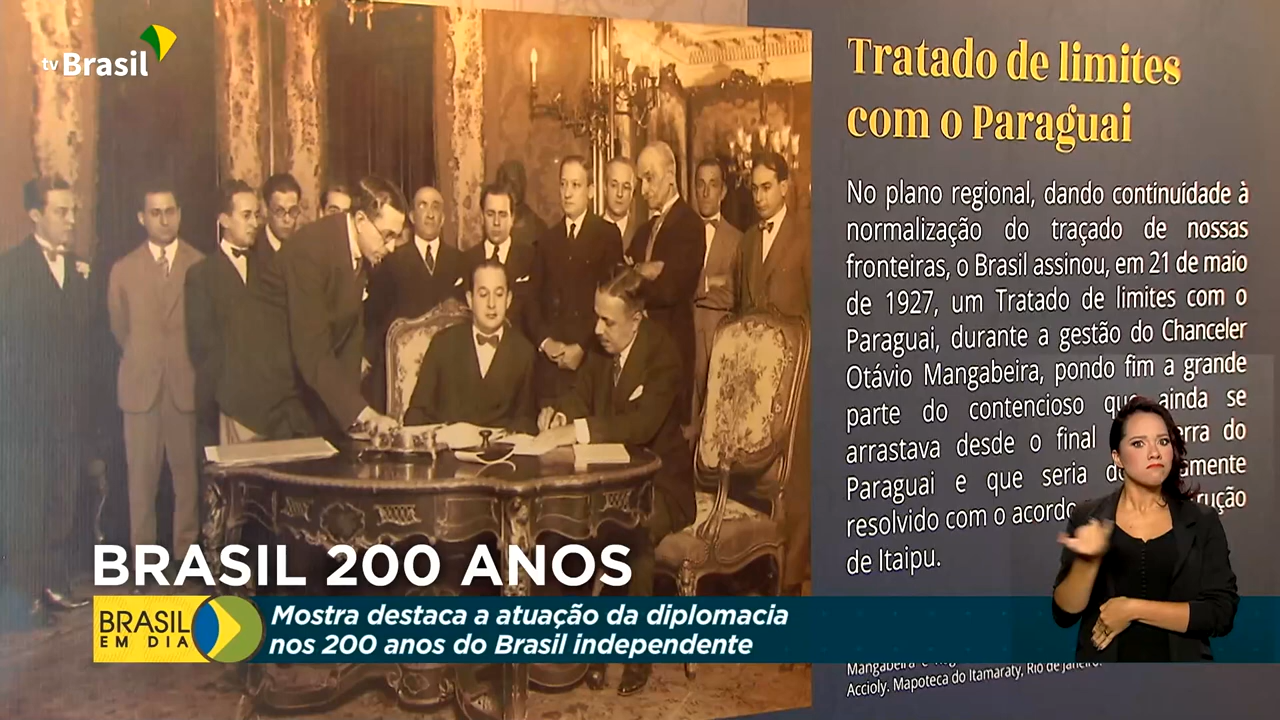 tv Brasil
Tratado de limites
com o Paraguai
No plano regional, dando continuidade à
normalização do traçado de nossas
fronteiras, o Brasil assinou, em 21 de maio
de 1927, um Tratado de limites com o
Paraguai, durante a gestão do Chanceler
Otávio Mangabeira, pondo fim a grande
parte do contencioso que ainda se
arrastava desde o final
Paraguai e que seria
resolvido com o acordo
de Itaipu.
Mangabeira e
Accioly. Mapoteca do Itamaraty, Rio de Janeiro.
BRASIL 200 ANOS
BRASIL
EM DIA
Mostra destaca a atuação da diplomacia
nos 200 anos do Brasil independente